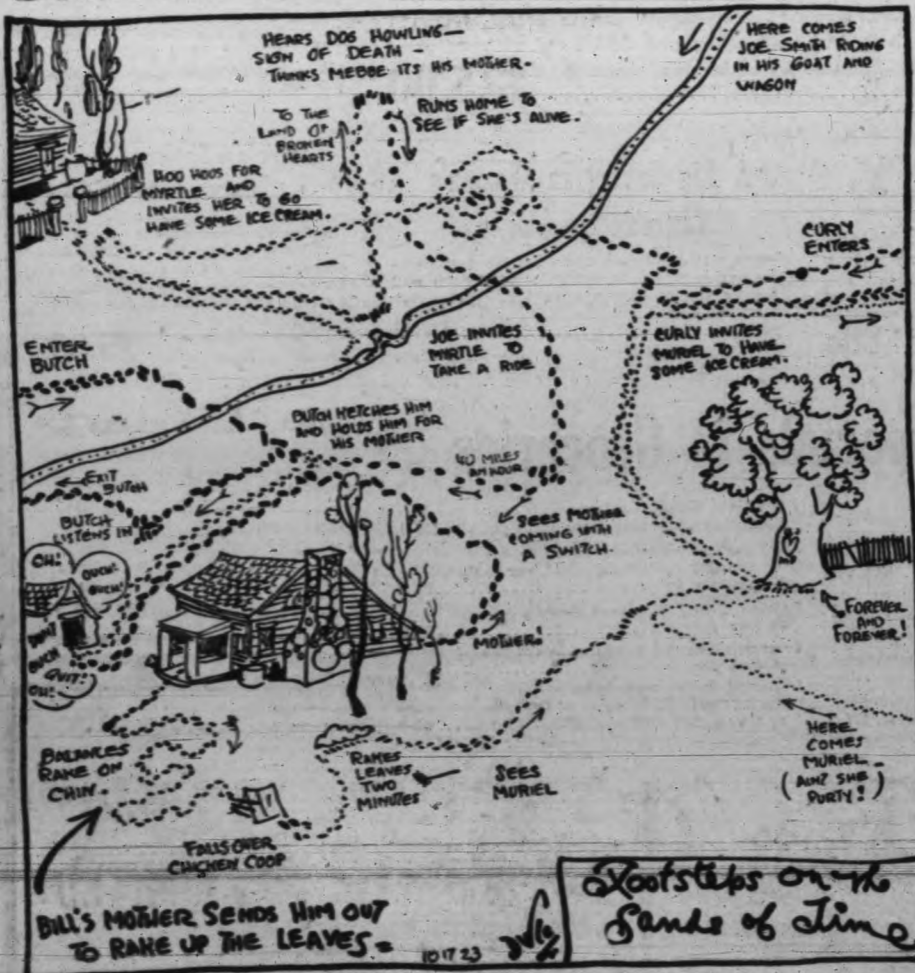 HEARS DOG HOWLING—
SIGN OF DEATH –
THINKS MEBBE ITS HIS MOTHER–
HERE COMES
JOE SMITH RIDING
IN HIS GOAT AND
WAGON
TO THE
LAND OF
BROKEN
HEARTS
RUNS HOME TO
SEE IF SHE'S ALIVE.
HOO HOOS FOR
MYRTLE AND
INVITES HER TO GO
HAVE SOME ICE CREAM.
CURLY
ENTERS
ENTER
BUTCH
JOE INVITES
MYRTLE TO
TAKE A RIDE
CURLY INVITES
MURIEL TO HAVE
SOME ICE CREAM.
BUTCH KETCHES HIM
AND HOLDS HIM FOR
HIS MOTHER
40 MILES
AN HOUR
EXIT
BUTCH
BUTCH
LISTENS IN
SEES MOTHER
COMING WITH
A SWITCH.
OH!
OUCH!
OUCH!
OUCH
QUIT!
OH!
MOTHER!
FOREVER
AND
FOREVER!
BALANCES
RAKE ON
CHIN.
RAKES
LEAVES
TWO
MINUTES
SEES
MURIEL
HERE
COMES
MURIEL
(AINT SHE
PURTY!)
FALLS OVER
CHICKEN COOP
BILL'S MOTHER SENDS HIM OUT
TO RAKE UP THE LEAVES =
10 17 23
Footsteps on the
Sands of Time